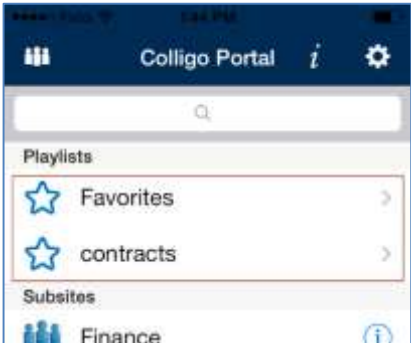 Colligo Portal i
Playlists
Favorites
contracts
Subsites
Finance i